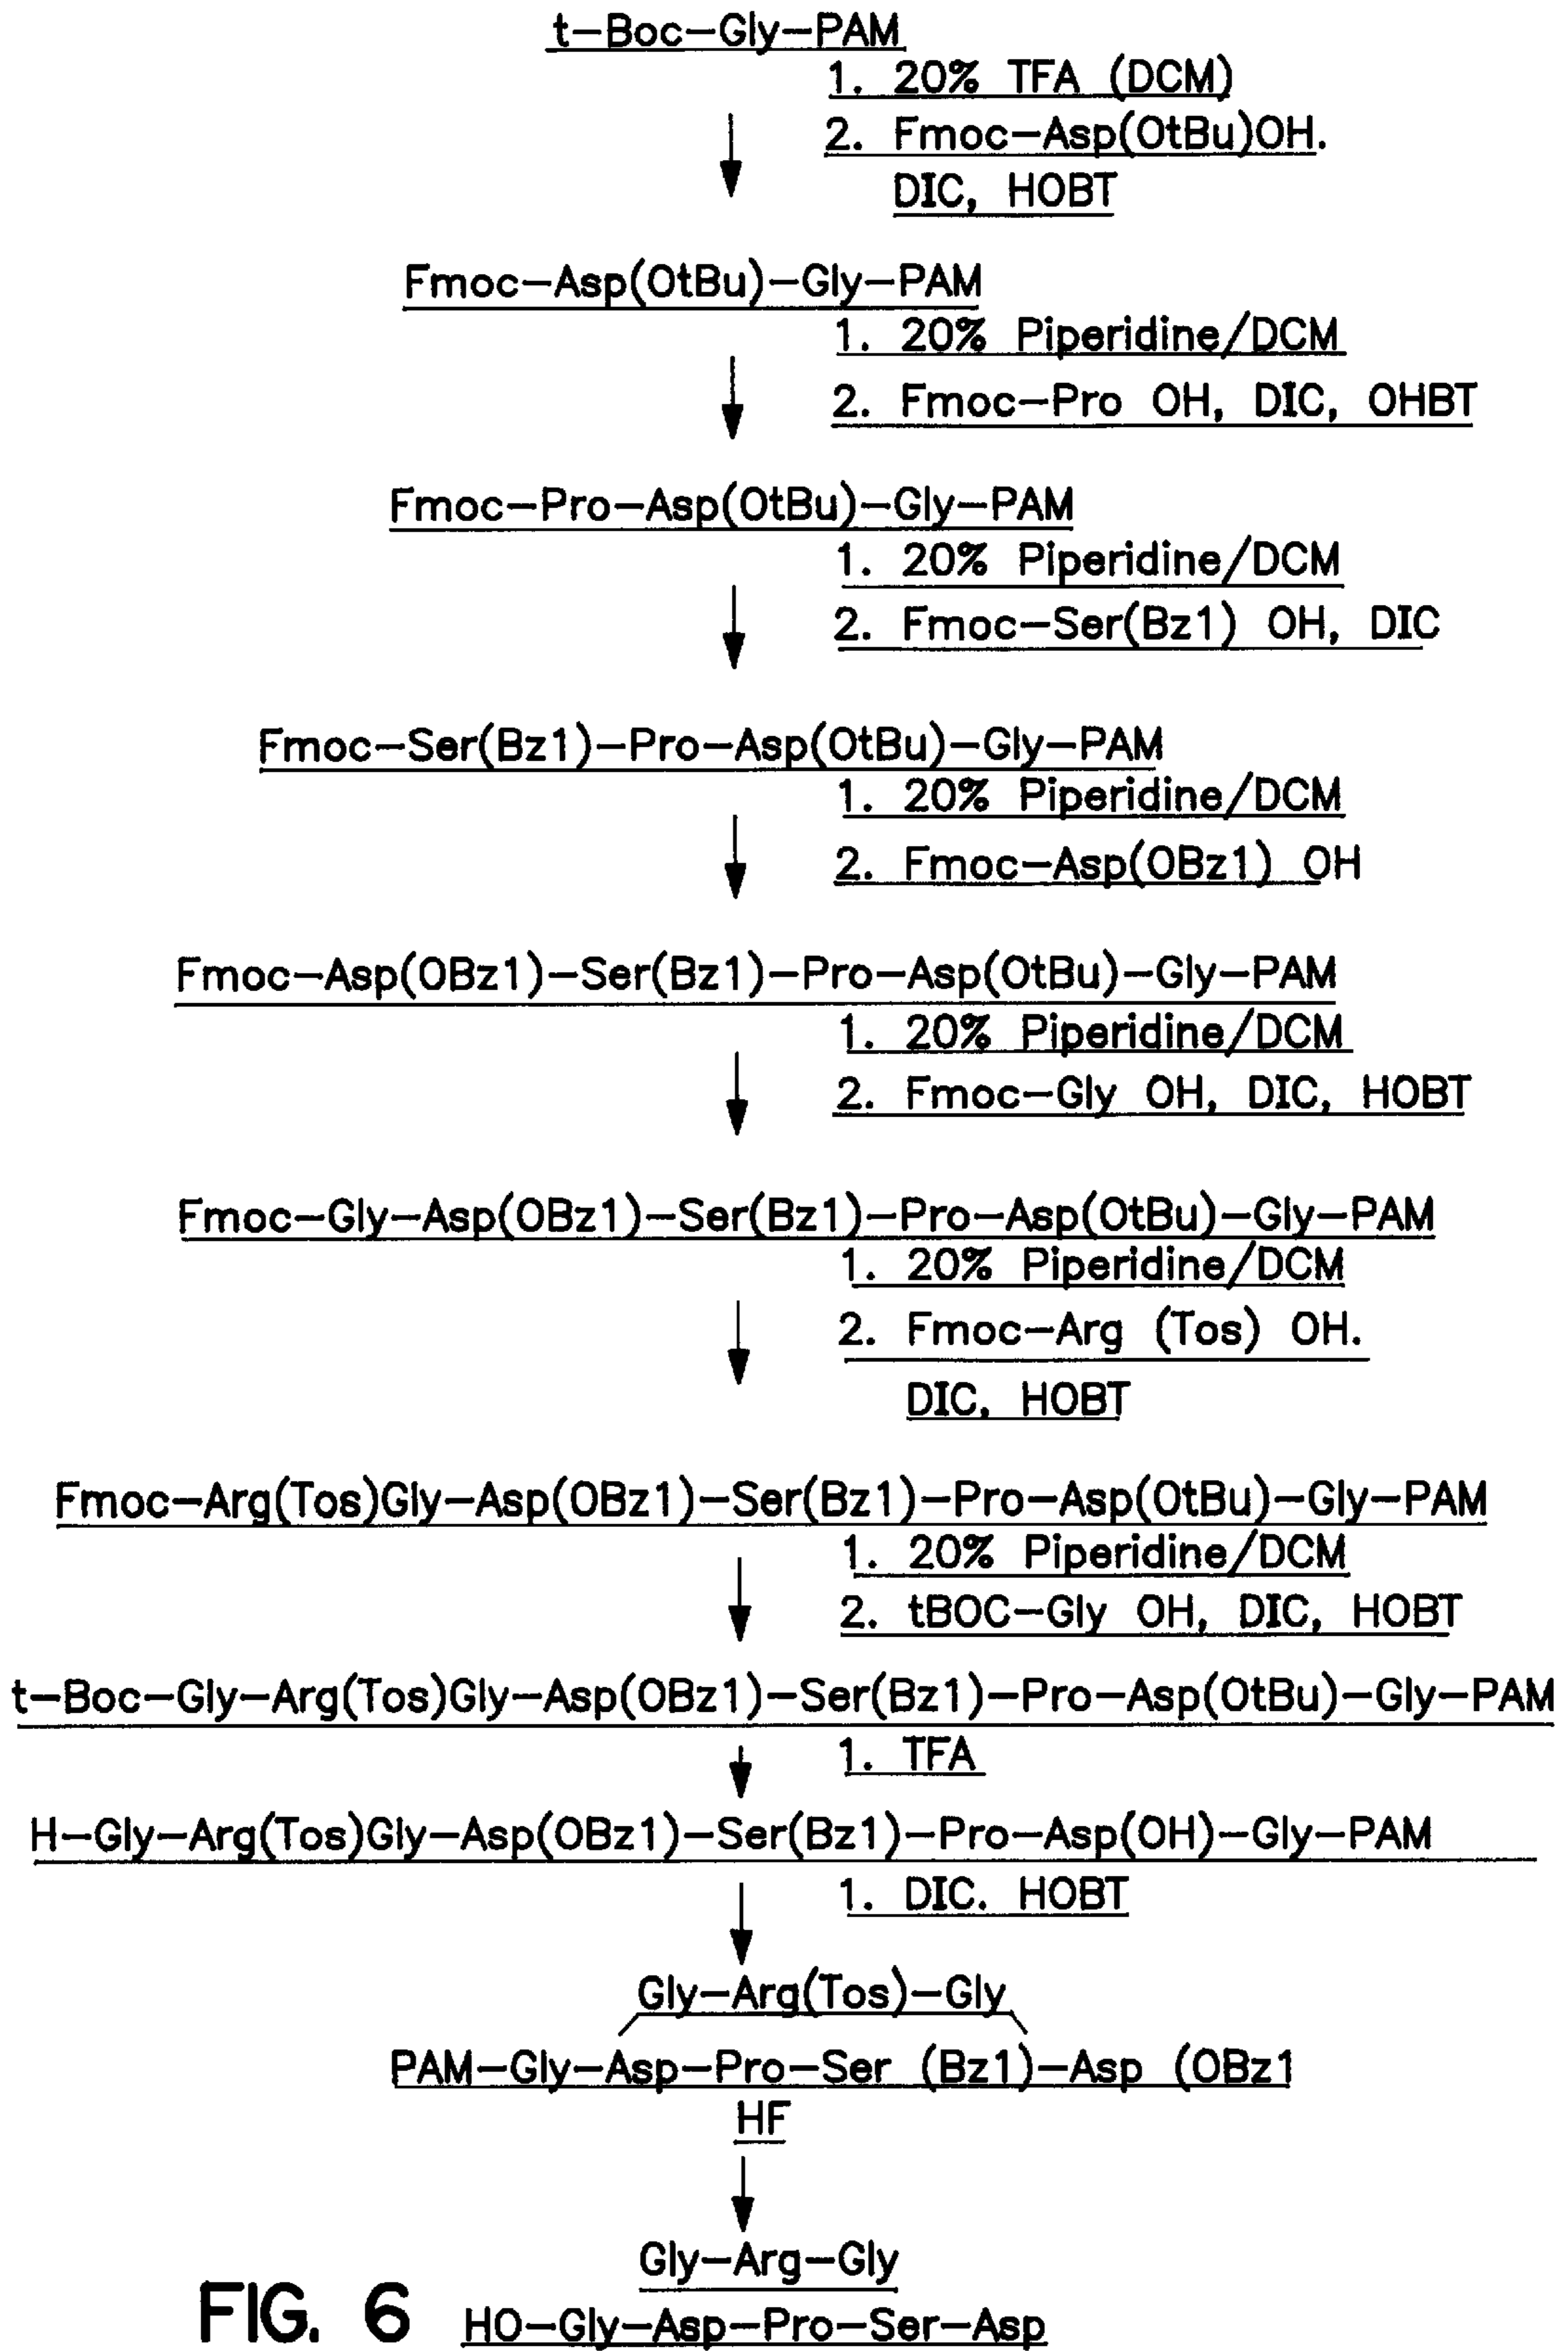 t-Boc-Gly-PAM
1. 20% TFA (DCM)
2. Fmoc-Asp(OtBu)OH.
DIC, HOBT
Fmoc-Asp(OtBu)-Gly-PAM
1. 20% Piperidine/DCM
2. Fmoc-Pro OH, DIC, OHBT
Fmoc-Pro-Asp(OtBu)-Gly-PAM
1. 20% Piperidine/DCM
2. Fmoc-Ser(Bz1) OH, DIC
Fmoc-Ser(Bz1)-Pro-Asp(OtBu)-Gly-PAM
1. 20% Piperidine/DCM
2. Fmoc-Asp(OBz1) OH
Fmoc-Asp(OBz1)-Ser(Bz1)-Pro-Asp(OtBu)-Gly-PAM
1. 20% Piperidine/DCM
2. Fmoc-Gly OH, DIC, HOBT
Fmoc-Gly-Asp(OBz1)-Ser(Bz1)-Pro-Asp(OtBu)-Gly-PAM
1. 20% Piperidine/DCM
2. Fmoc-Arg (Tos) OH.
DIC, HOBT
Fmoc-Arg(Tos)Gly-Asp(OBz1)-Ser(Bz1)-Pro-Asp(OtBu)-Gly-PAM
1. 20% Piperidine/DCM
2. tBOC-Gly OH, DIC, HOBT
t-Boc-Gly-Arg(Tos)Gly-Asp(OBz1)-Ser(Bz1)-Pro-Asp(OtBu)-Gly-PAM
1. TFA
H-Gly-Arg(Tos)Gly-Asp(OBz1)-Ser(Bz1)-Pro-Asp(OH)-Gly-PAM
1. DIC. HOBT
Gly-Arg(Tos)-Gly
PAM-Gly-Asp-Pro-Ser (Bz1)-Asp (OBz1
HF
Gly-Arg-Gly
HO-Gly-Asp-Pro-Ser-Asp
FIG. 6